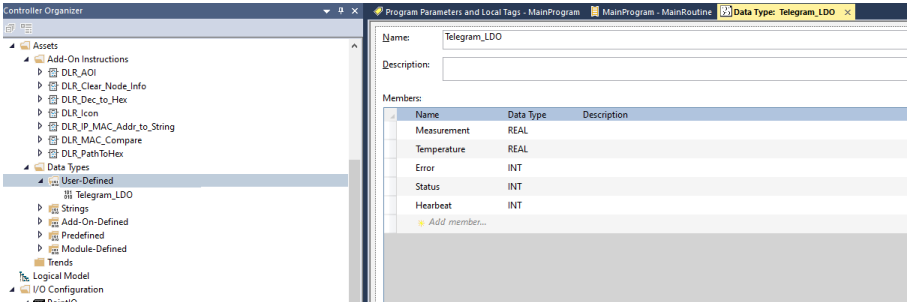 Controller Organizer
Assets
Add-On Instructions
DLR_AOI
DLR_Clear_Node_Info
DLR_Dec_to_Hex
DLR_Icon
DLR_IP_MAC_Addr_to_String
DLR_MAC_Compare
DLR_PathToHex
Data Types
User-Defined
Telegram_LDO
Strings
Add-On-Defined
Predefined
Module-Defined
Trends
Logical Model
I/O Configuration
PointIO
Program Parameters and Local Tags - MainProgram
MainProgram - MainRoutine
Data Type: Telegram_LDO
Name: Telegram_LDO
Description:
Members:
Name Data Type Description
Measurement REAL
Temperature REAL
Error INT
Status INT
Hearbeat INT
Add member...